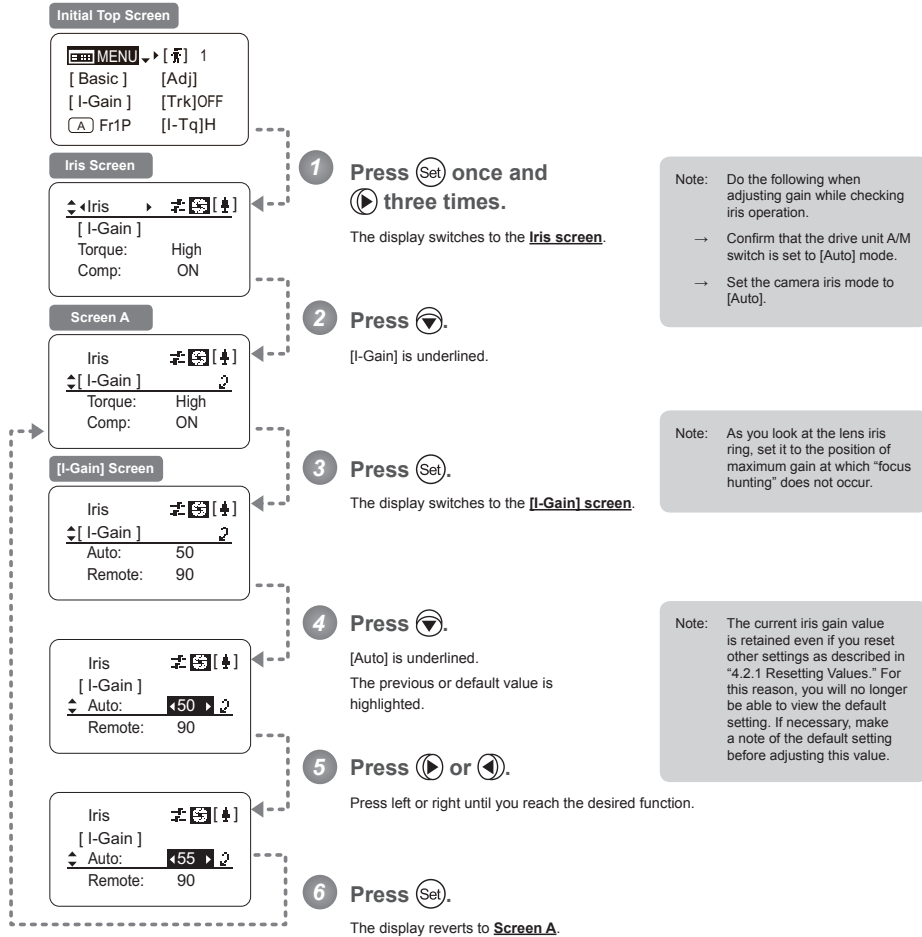 Initial Top Screen
MENU [ ] 1
[ Basic ] [Adj]
[ I-Gain ] [Trk]OFF
A Fr1P [I-Tq]H
Iris Screen
Iris [ ]
[ I-Gain ]
Torque: High
Comp: ON
Screen A
Iris [ ]
[ I-Gain ]
Torque: High
Comp: ON
[I-Gain] Screen
Iris [ ]
[ I-Gain ]
Auto: 50
Remote: 90
Iris [ ]
[ I-Gain ]
Auto: 50
Remote: 90
Iris [ ]
[ I-Gain ]
Auto: 55
Remote: 90
1 Press Set once and
three times.
The display switches to the Iris screen.
2 Press .
[I-Gain] is underlined.
3 Press Set.
The display switches to the [I-Gain] screen.
4 Press .
[Auto] is underlined.
The previous or default value is
highlighted.
5 Press or .
Press left or right until you reach the desired function.
6 Press Set.
The display reverts to Screen A.
Note: Do the following when
adjusting gain while checking
iris operation.
→ Confirm that the drive unit A/M
switch is set to [Auto] mode.
→ Set the camera iris mode to
[Auto].
Note: As you look at the lens iris
ring, set it to the position of
maximum gain at which “focus
hunting” does not occur.
Note: The current iris gain value
is retained even if you reset
other settings as described in
“4.2.1 Resetting Values.” For
this reason, you will no longer
be able to view the default
setting. If necessary, make
a note of the default setting
before adjusting this value.